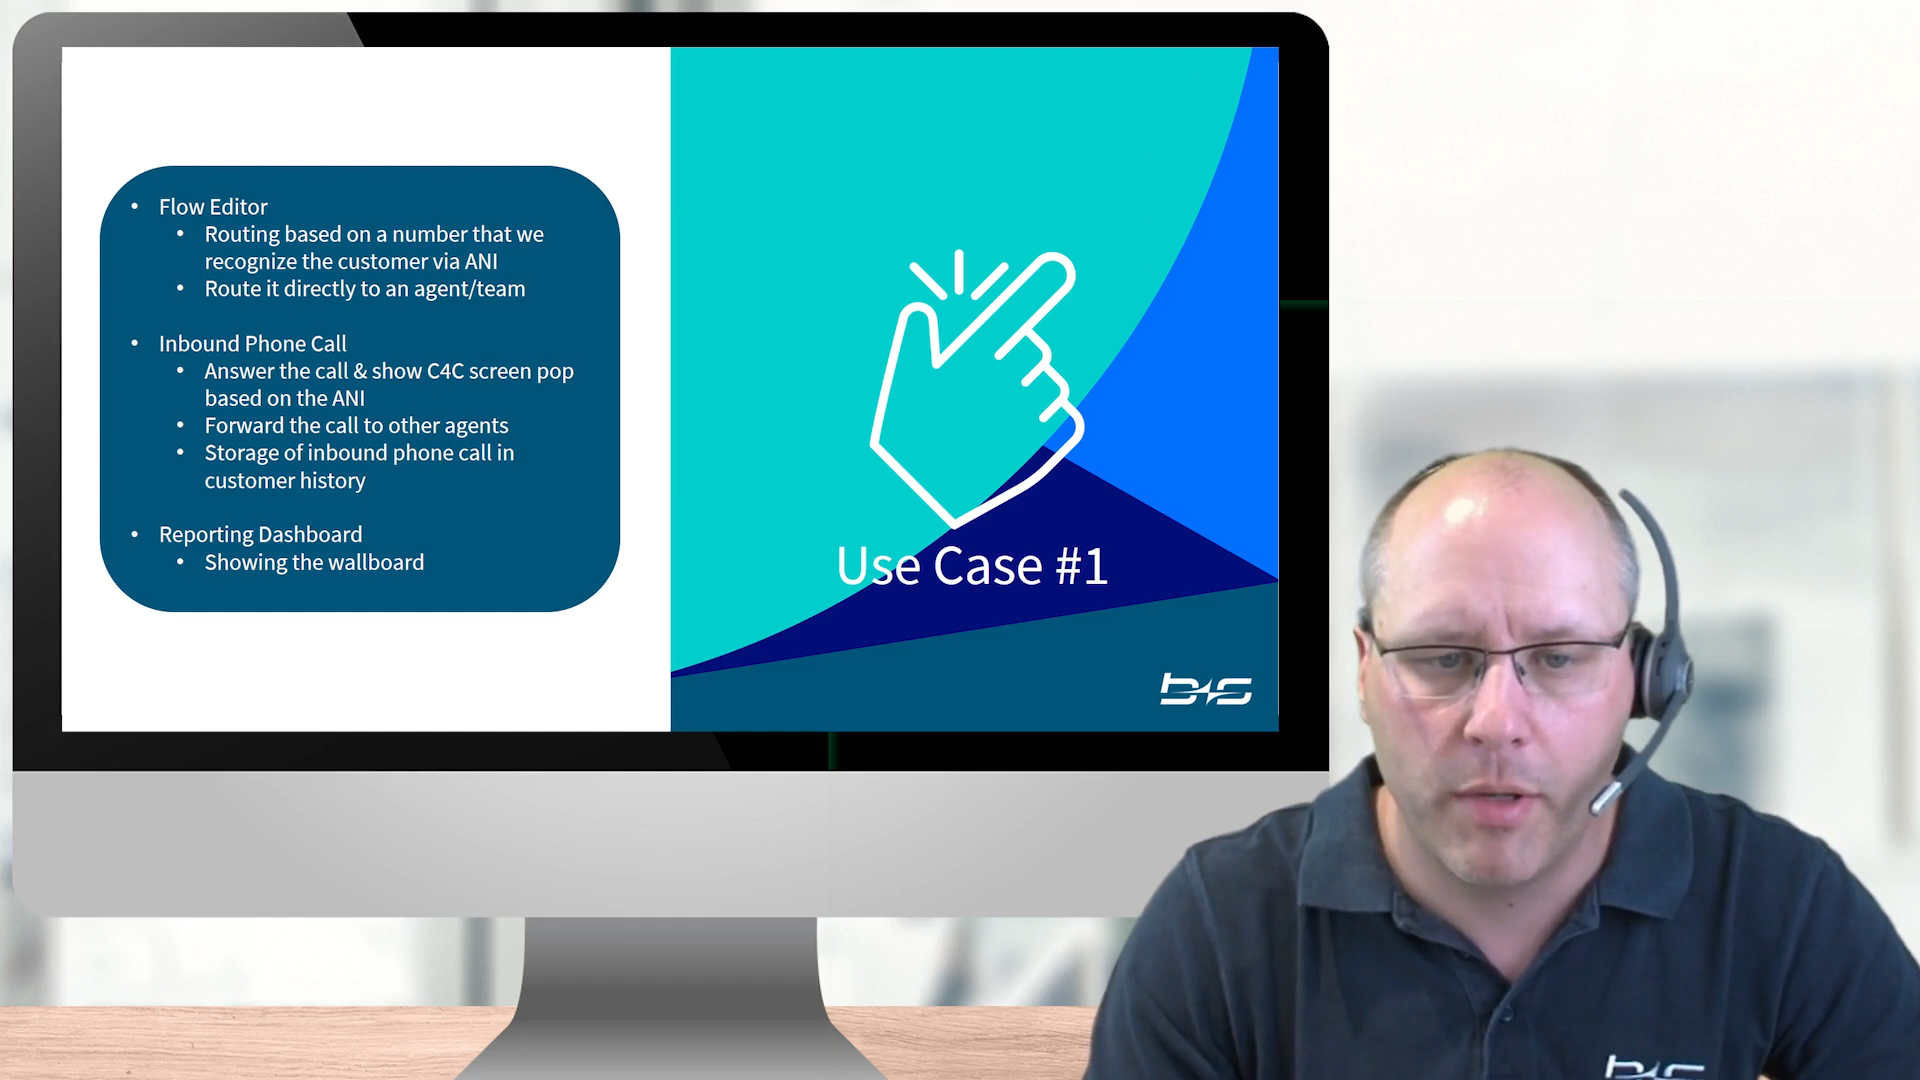 • Flow Editor
• Routing based on a number that we
recognize the customer via ANI
• Route it directly to an agent/team
• Inbound Phone Call
• Answer the call & show C4C screen pop
based on the ANI
• Forward the call to other agents
• Storage of inbound phone call in
customer history
• Reporting Dashboard
• Showing the wallboard
Use Case #1